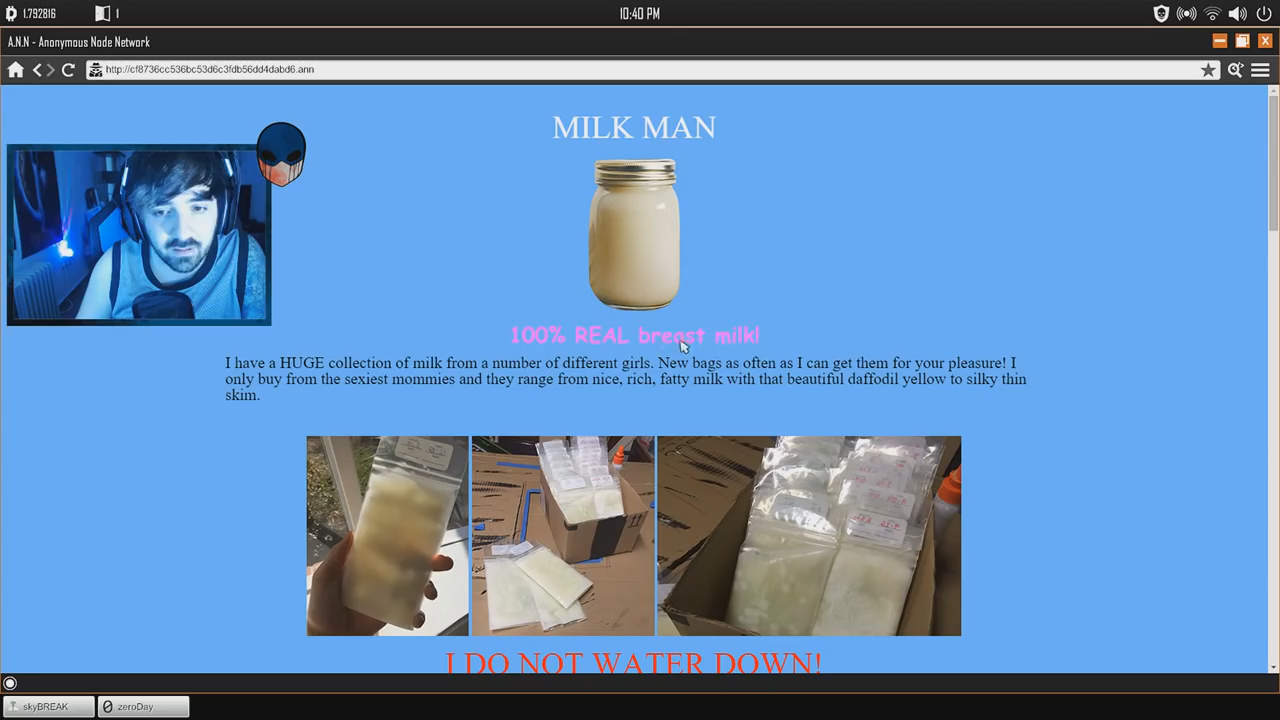 1.792816
1
10:40 PM
A.N.N - Anonymous Node Network
http://cf8736cc536bc53d6c3fdb56dd4dabd6.ann
MILK MAN
100% REAL breast milk!
I have a HUGE collection of milk from a number of different girls. New bags as often as I can get them for your pleasure! I
only buy from the sexiest mommies and they range from nice, rich, fatty milk with that beautiful daffodil yellow to silky thin
skim.
I DO NOT WATER DOWN!
skyBREAK
zeroDay